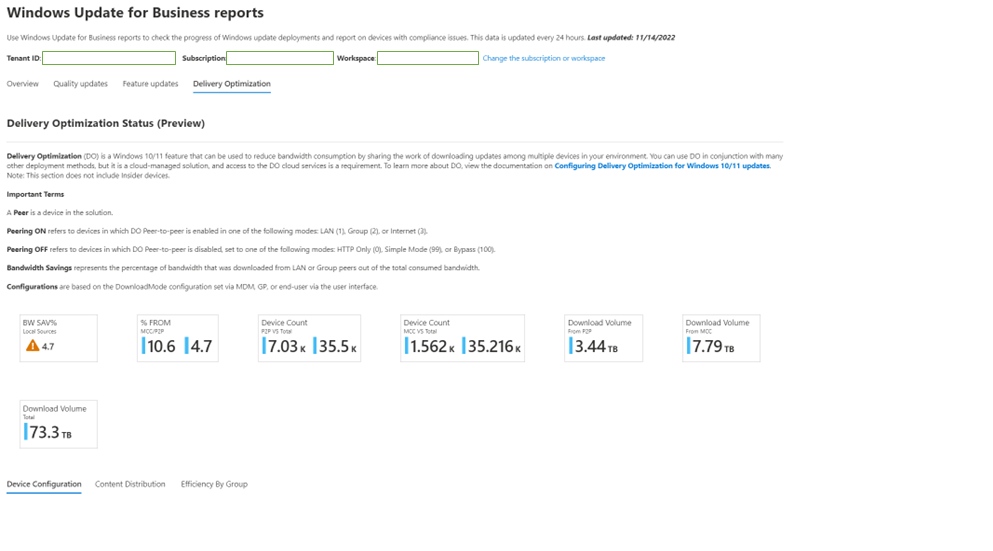 Windows Update for Business reports
Use Windows Update for Business reports to check the progress of Windows update deployments and report on devices with compliance issues. This data is updated every 24 hours. Last updated: 11/14/2022
Tenant ID: Subscription: Workspace: Change the subscription or workspace
Overview Quality updates Feature updates Delivery Optimization
Delivery Optimization Status (Preview)
Delivery Optimization (DO) is a Windows 10/11 feature that can be used to reduce bandwidth consumption by sharing the work of downloading updates among multiple devices in your environment. You can use DO in conjunction with many
other deployment methods, but it is a cloud-managed solution, and access to the DO cloud services is a requirement. To learn more about DO, view the documentation on Configuring Delivery Optimization for Windows 10/11 updates.
Note: This section does not include Insider devices.
Important Terms
A Peer is a device in the solution.
Peering ON refers to devices in which DO Peer-to-peer is enabled in one of the following modes: LAN (1), Group (2), or Internet (3).
Peering OFF refers to devices in which DO Peer-to-peer is disabled, set to one of the following modes: HTTP Only (0), Simple Mode (99), or Bypass (100).
Bandwidth Savings represents the percentage of bandwidth that was downloaded from LAN or Group peers out of the total consumed bandwidth.
Configurations are based on the DownloadMode configuration set via MDM, GP, or end-user via the user interface.
BW SAV%
Local Sources
4.7
% FROM
MCC/P2P
10.6 4.7
Device Count
P2P VS Total
7.03 K 35.5 K
Device Count
MCC VS Total
1.562 K 35.216 K
Download Volume
From P2P
3.44 TB
Download Volume
From MCC
7.79 TB
Download Volume
Total
73.3 TB
Device Configuration Content Distribution Efficiency By Group